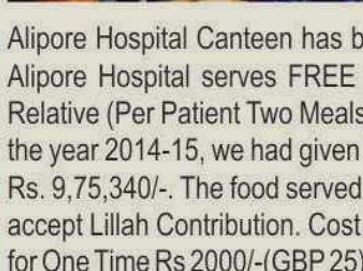 Alipore Hospital Canteen has b
Alipore Hospital serves FREE
Relative (Per Patient Two Meals
the year 2014-15, we had given
Rs. 9,75,340/-. The food served
accept Lillah Contribution. Cost
for One Time Rs 2000/-(GBP 25)